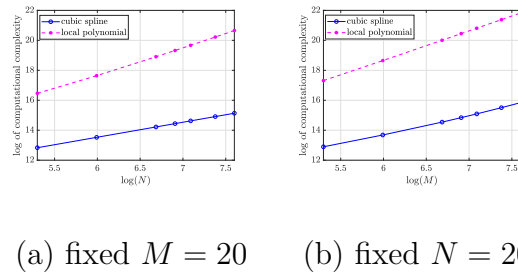 cubic spline
local polynomial
log of computational complexity
22
20
18
16
14
12
5.5
6
6.5
7
7.5
log(N)
(a) fixed M = 20
cubic spline
local polynomial
log of computational complexity
22
20
18
16
14
12
5.5
6
6.5
7
7.5
log(M)
(b) fixed N = 2